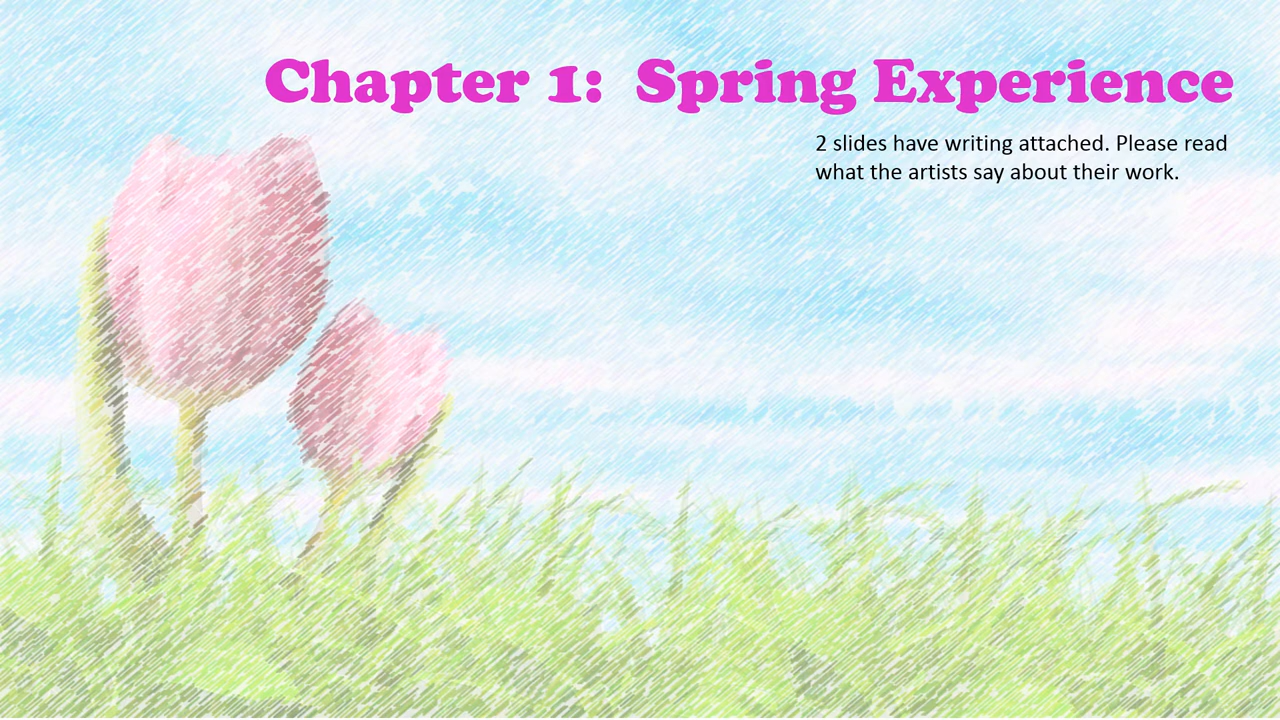 Chapter 1:  Spring Experience
2 slides have writing attached. Please read
what the artists say about their work.